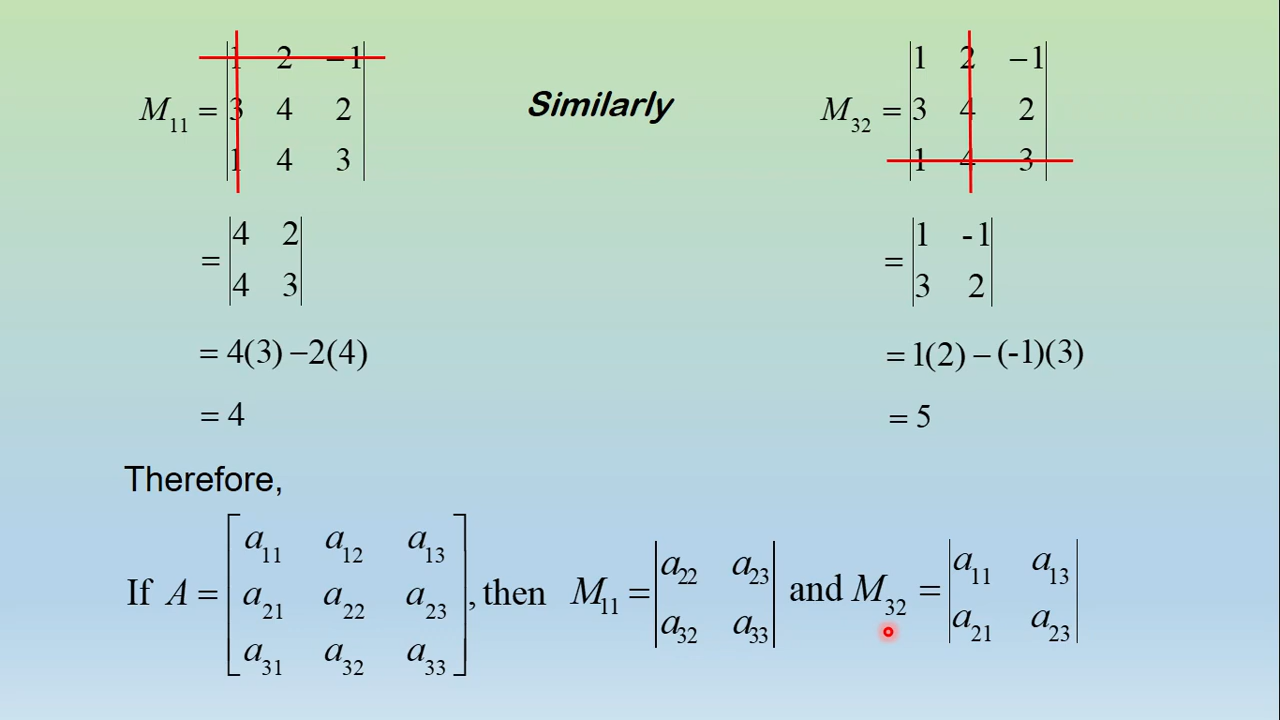 M₁₁ = |1 2 −1|
|3 4 2|
|1 4 3|
= |4 2|
|4 3|
= 4(3) −2(4)
= 4
Similarly
M₃₂ = |1 2 −1|
|3 4 2|
|1 4 3|
= |1 -1|
|3 2|
= 1(2) − (-1)(3)
= 5
Therefore,
If A = [a₁₁ a₁₂ a₁₃; a₂₁ a₂₂ a₂₃; a₃₁ a₃₂ a₃₃], then M₁₁ = |a₂₂ a₂₃; a₃₂ a₃₃| and M₃₂ = |a₁₁ a₁₃; a₂₁ a₂₃|